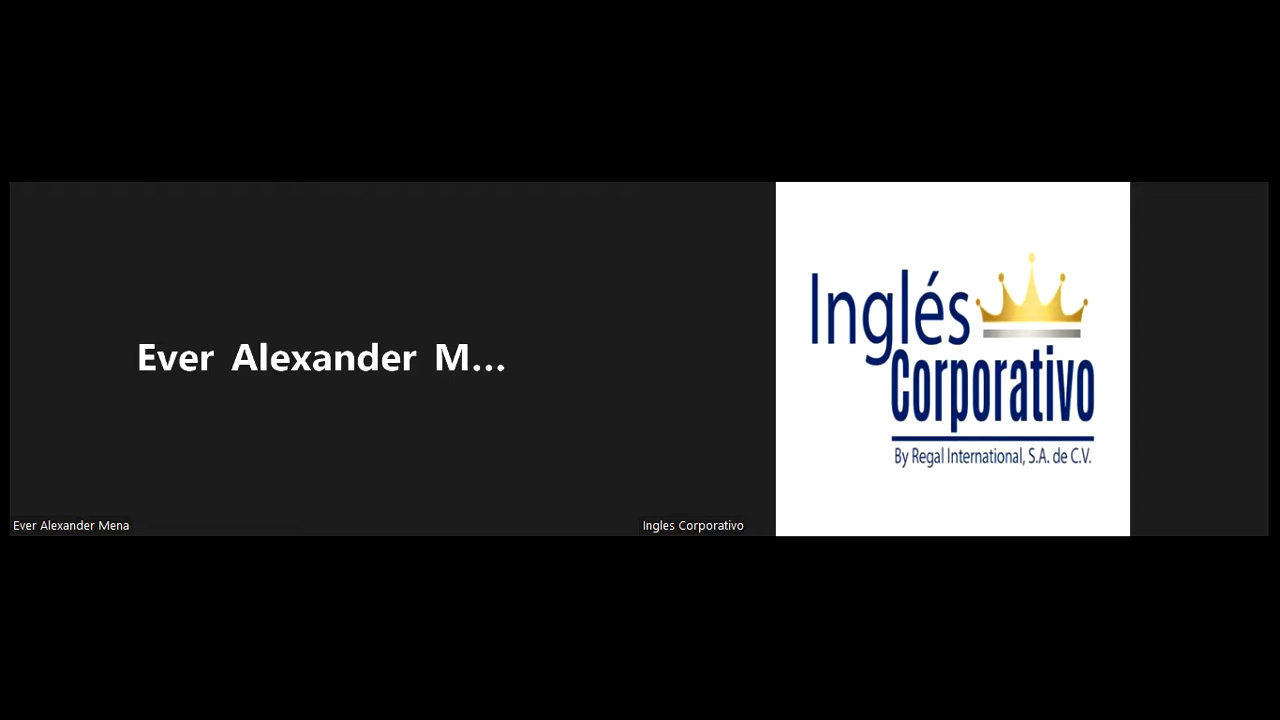 Ever Alexander M...
Ever Alexander Mena
Inglés
Corporativo
By Regal International, S.A. de C.V.
Ingles Corporativo